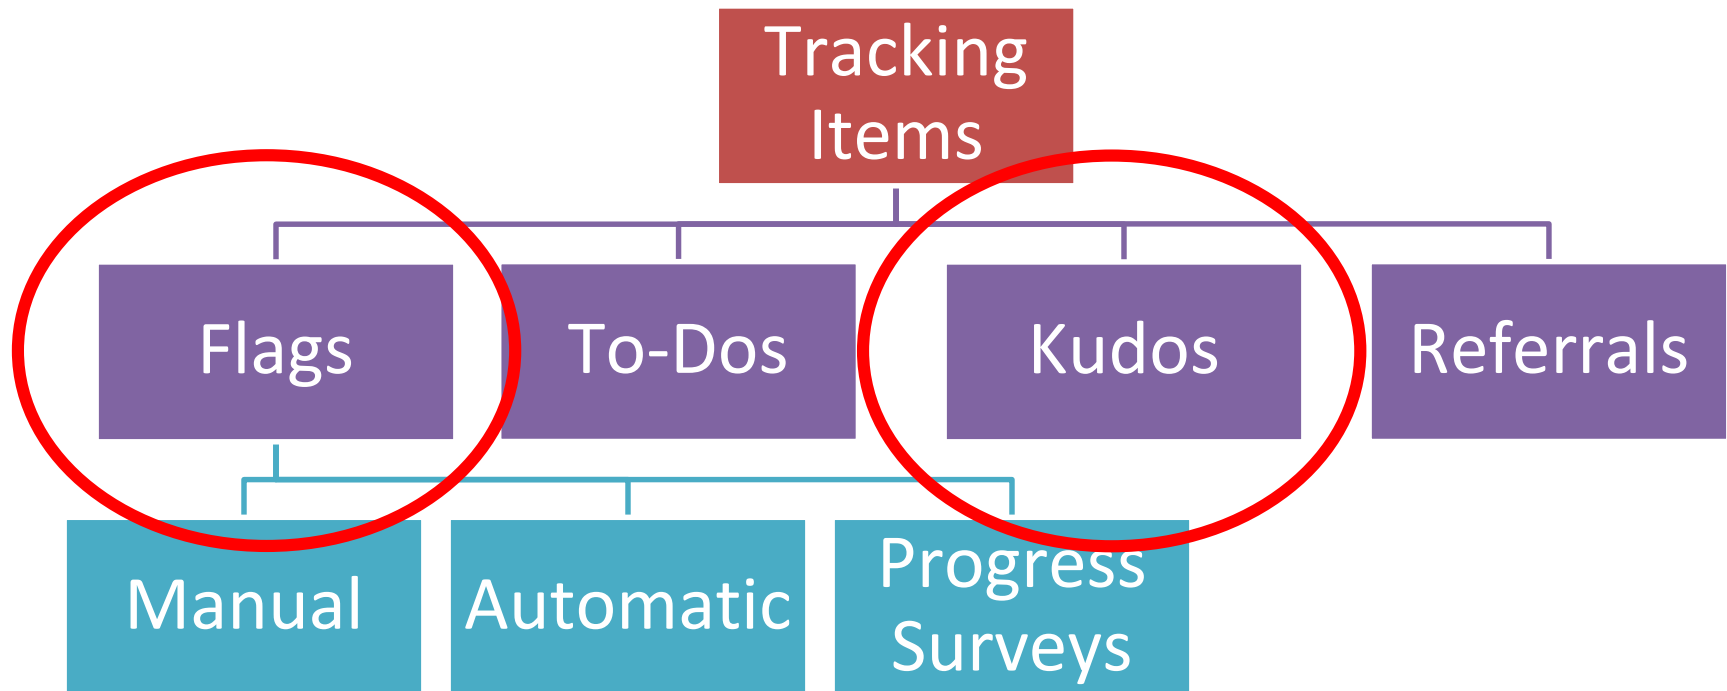 Tracking
Items
Flags
To-Dos
Kudos
Referrals
Manual
Automatic
Progress
Surveys